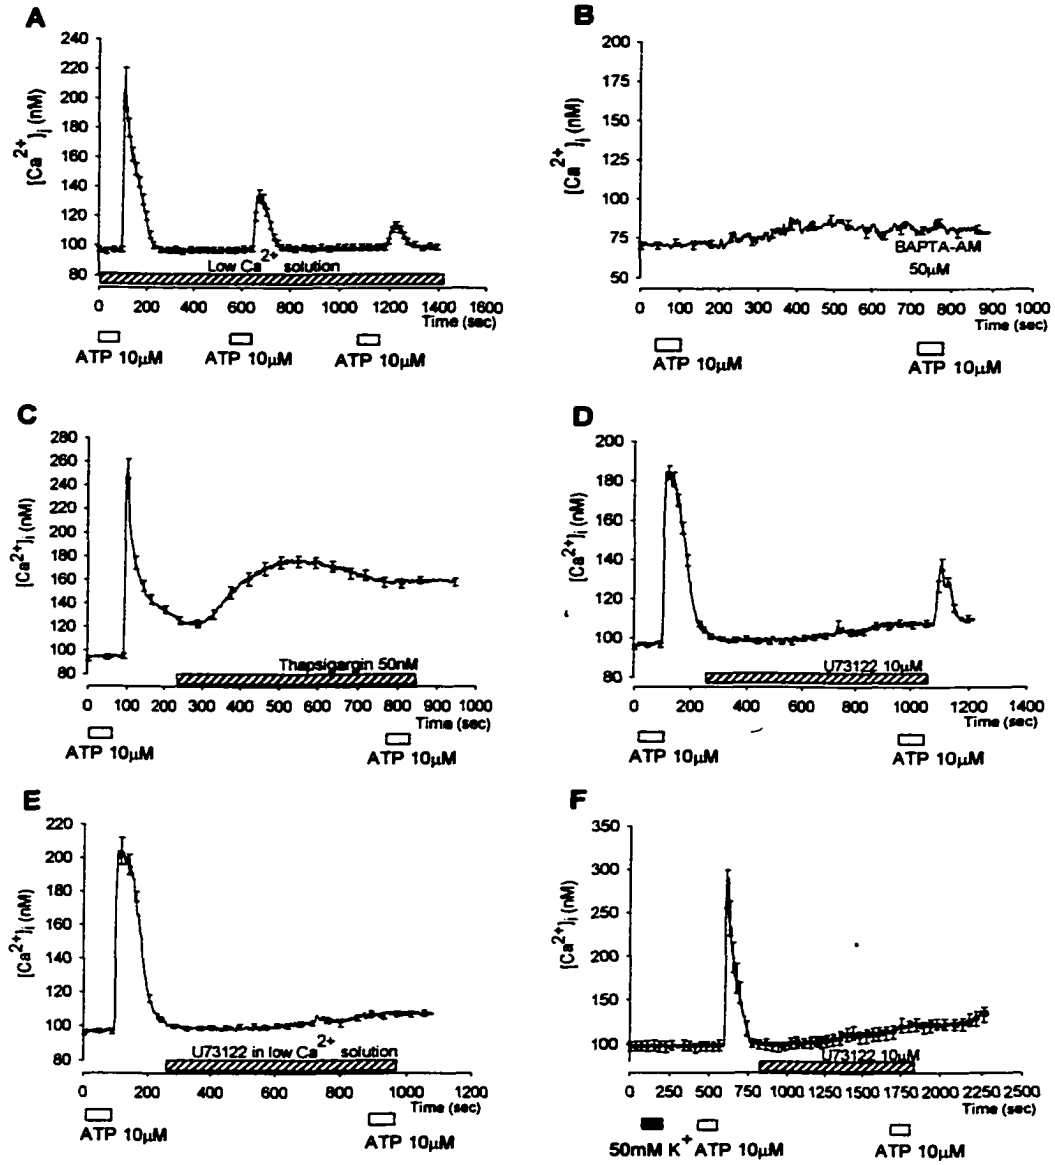 A
240
220
200
180
160
140
120
100
80
[Ca2+]i (nM)
Low Ca2+ solution
0 200 400 600 800 1000 1200 1400 1600
Time (sec)
ATP 10µM ATP 10µM ATP 10µM
B
200
175
150
125
100
75
50
[Ca2+]i (nM)
BAPTA-AM
50µM
0 100 200 300 400 500 600 700 800 900 1000
Time (sec)
ATP 10µM ATP 10µM
C
280
260
240
220
200
180
160
140
120
100
80
[Ca2+]i (nM)
Thapsigargin 50nM
0 100 200 300 400 500 600 700 800 900 1000
Time (sec)
ATP 10µM ATP 10µM
D
200
180
160
140
120
100
80
[Ca2+]i (nM)
U73122 10µM
0 200 400 600 800 1000 1200 1400
Time (sec)
ATP 10µM ATP 10µM
E
220
200
180
160
140
120
100
80
[Ca2+]i (nM)
U73122 in low Ca2+ solution
0 200 400 600 800 1000 1200
Time (sec)
ATP 10µM ATP 10µM
F
350
300
250
200
150
100
[Ca2+]i (nM)
U73122 10µM
0 250 500 750 1000 1250 1500 1750 2000 2250 2500
Time (sec)
50mM K+ ATP 10µM ATP 10µM